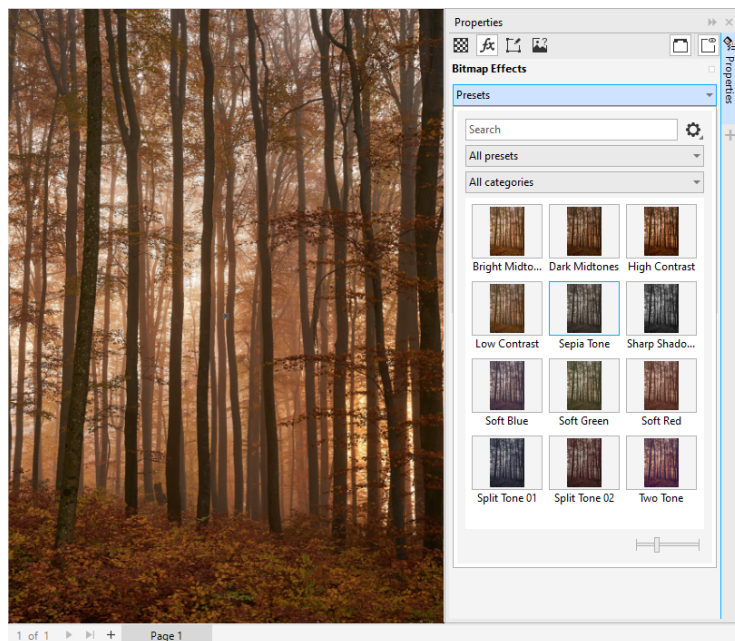 Properties
Bitmap Effects
Presets
Search
All presets
All categories
Bright Midto... Dark Midtones High Contrast
Low Contrast Sepia Tone Sharp Shado...
Soft Blue Soft Green Soft Red
Split Tone 01 Split Tone 02 Two Tone
Properties
1 of 1 Page 1